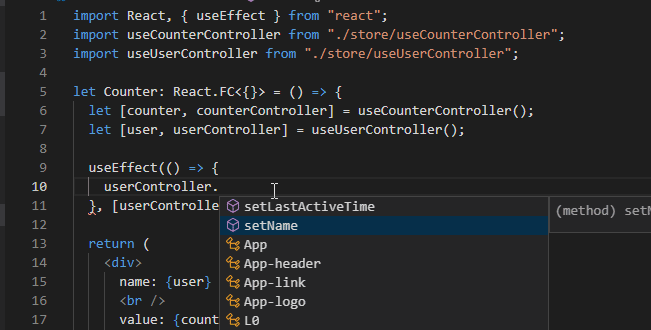 1 import React, { useEffect } from "react";
2 import useCounterController from "./store/useCounterController";
3 import useUserController from "./store/useUserController";
4
5 let Counter: React.FC<{}> = () => {
6 let [counter, counterController] = useCounterController();
7 let [user, userController] = useUserController();
8
9 useEffect(() => {
10 userController.
11 }, [userControlle
setLastActiveTime
setName
(method) setN
App
App-header
App-link
App-logo
L0
12
13 return (
14 <div>
15 name: {user}
16 <br />
17 value: {count